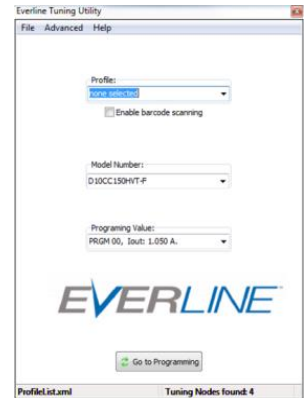 Everline Tuning Utility
File Advanced Help
Profile:
none selected
Enable barcode scanning
Model Number:
D10CC150HVT-F
Programing Value:
PRGM 00, Iout: 1.050 A.
EVERLINE
Go to Programming
ProfileList.xml Tuning Nodes found: 4